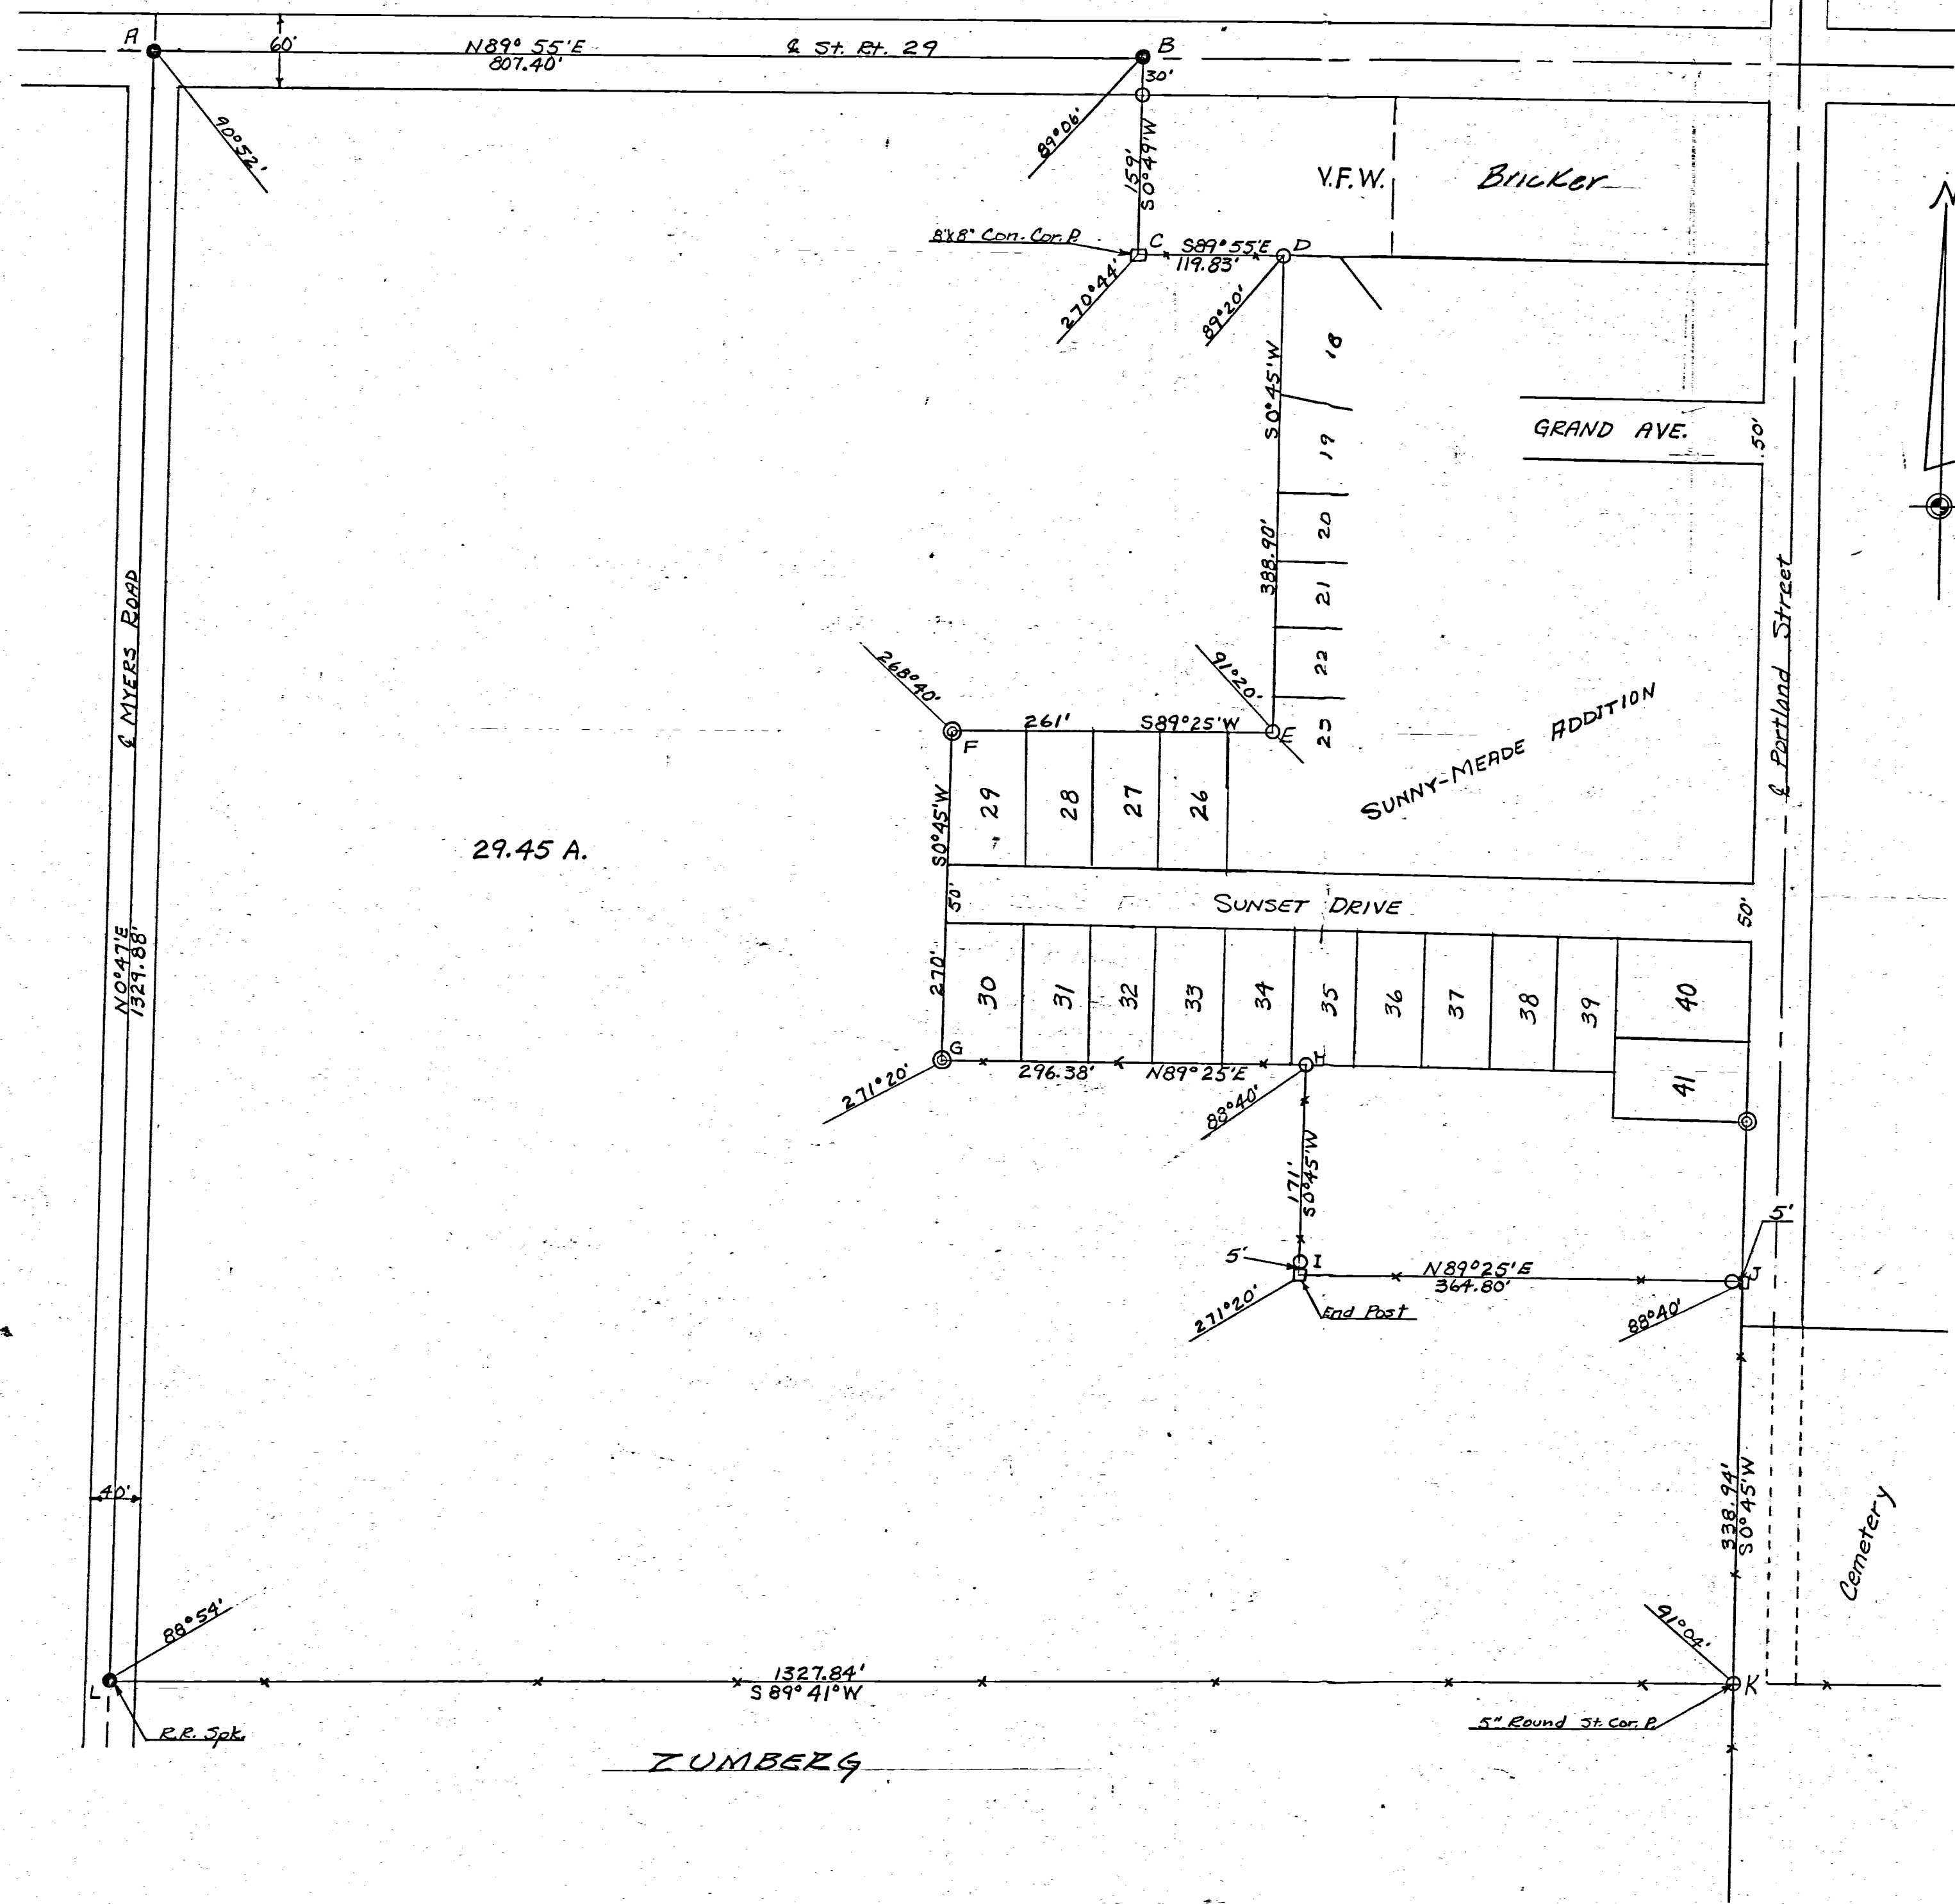 A
60'
N89° 55'E
807.40'
℄ St. Rt. 29
B
30'
90°52'
89°06'
159'
S0°49'W
V.F.W.
Bricker
N
8"X8" Con. Cor. P.
C
S89°55'E
119.83'
D
270°44'
89°20'
18
S0°45'W
388.90'
19
20
21
22
23
GRAND AVE.
50'
℄ MYERS ROAD
℄ Portland Street
268°40'
91°20'
261'
S89°25'W
F
E
SUNNY-MEADE ADDITION
S0°45'W
29
28
27
26
29.45 A.
50'
SUNSET DRIVE
50'
N0°47'E
1329.88'
270'
30
31
32
33
34
35
36
37
38
39
40
41
G
296.38'
N89°25'E
H
271°20'
88°40'
171'
S0°45'W
5'
5'
I
N89°25'E
364.80'
J
271°20'
End Post
88°40'
40'
338.94'
S0°45'W
Cemetery
88°54'
91°04'
1327.84'
S 89° 41° W
L
K
R.R. Spk.
5" Round St. Cor. P.
ZUMBERG